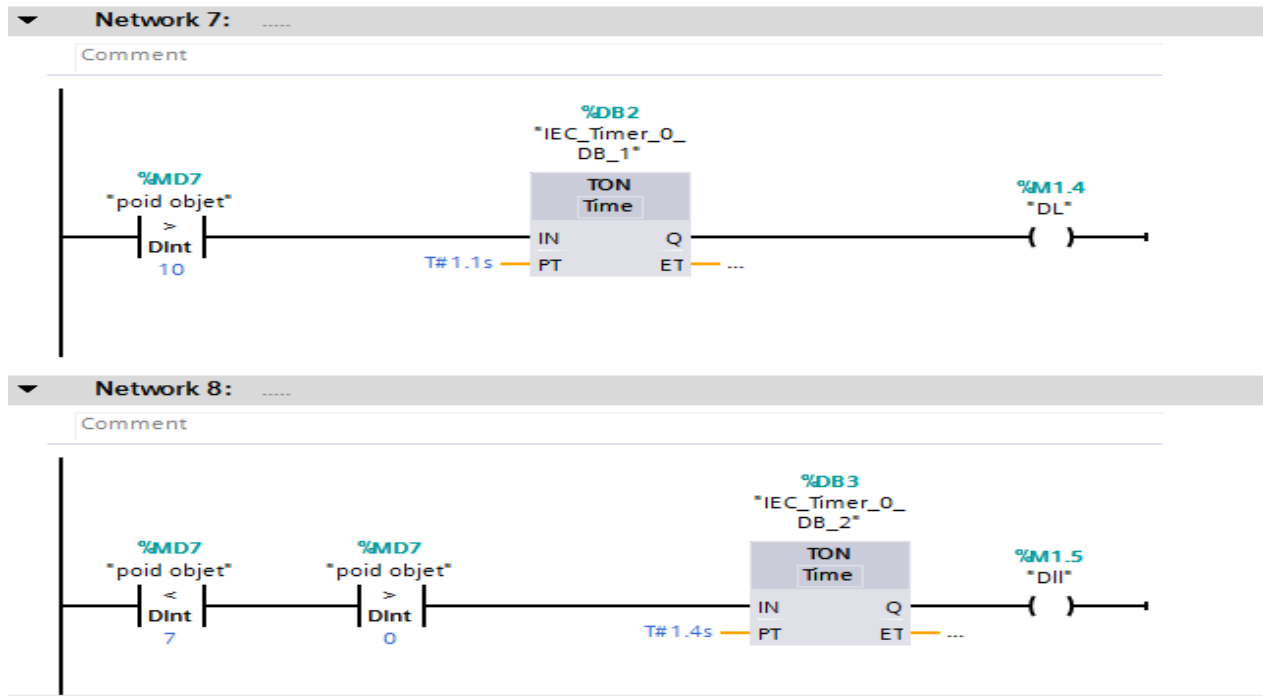 Network 7: .....
Comment
%DB2
"IEC_Timer_0_
DB_1"
%MD7
"poid objet"
TON
Time
%M1.4
"DL"
>
DInt
10
IN Q
( )
T#1.1s PT ET ...
Network 8: .....
Comment
%DB3
"IEC_Timer_0_
DB_2"
%MD7 %MD7
"poid objet" "poid objet"
TON
Time
%M1.5
"Dll"
< >
DInt DInt
7 0
IN Q
( )
T#1.4s PT ET ...